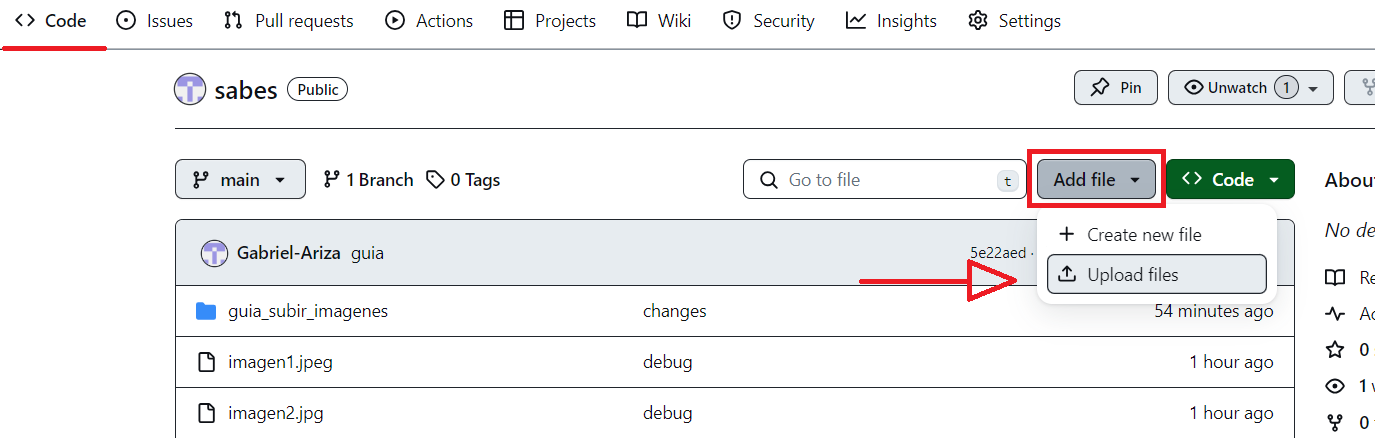 Code Issues Pull requests Actions Projects Wiki Security Insights Settings
sabes Public Pin Unwatch 1
main 1 Branch 0 Tags Go to file t Add file Code
Create new file
Upload files
Gabriel-Ariza guia 5e22aed ·
guia_subir_imagenes changes 54 minutes ago
imagen1.jpeg debug 1 hour ago
imagen2.jpg debug 1 hour ago
Abou
No de
Re
Ac
0
1
0